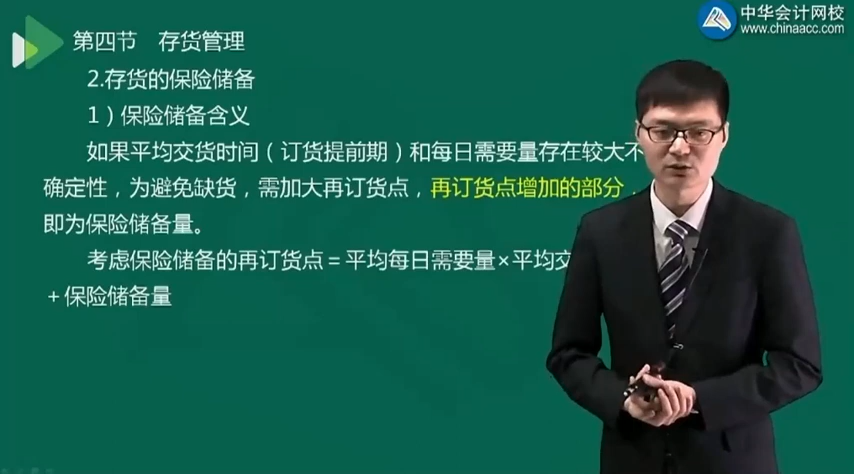 中华会计网校
www.chinaacc.com
第四节 存货管理
2.存货的保险储备
1）保险储备含义
如果平均交货时间（订货提前期）和每日需要量存在较大不
确定性，为避免缺货，需加大再订货点，再订货点增加的部分，
即为保险储备量。
考虑保险储备的再订货点＝平均每日需要量×平均交
＋保险储备量